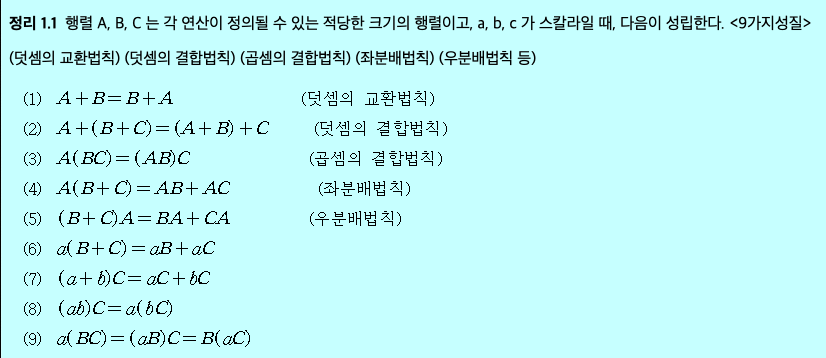 정리 1.1 행렬 A, B, C 는 각 연산이 정의될 수 있는 적당한 크기의 행렬이고, a, b, c 가 스칼라일 때, 다음이 성립한다. <9가지성질>
(덧셈의 교환법칙) (덧셈의 결합법칙) (곱셈의 결합법칙) (좌분배법칙) (우분배법칙 등)
(1) A+B=B+A (덧셈의 교환법칙)
(2) A+(B+C)=(A+B)+C (덧셈의 결합법칙)
(3) A(BC)=(AB)C (곱셈의 결합법칙)
(4) A(B+C)=AB+AC (좌분배법칙)
(5) (B+C)A=BA+CA (우분배법칙)
(6) a(B+C)=aB+aC
(7) (a+b)C=aC+bC
(8) (ab)C=a(bC)
(9) a(BC)=(aB)C=B(aC)